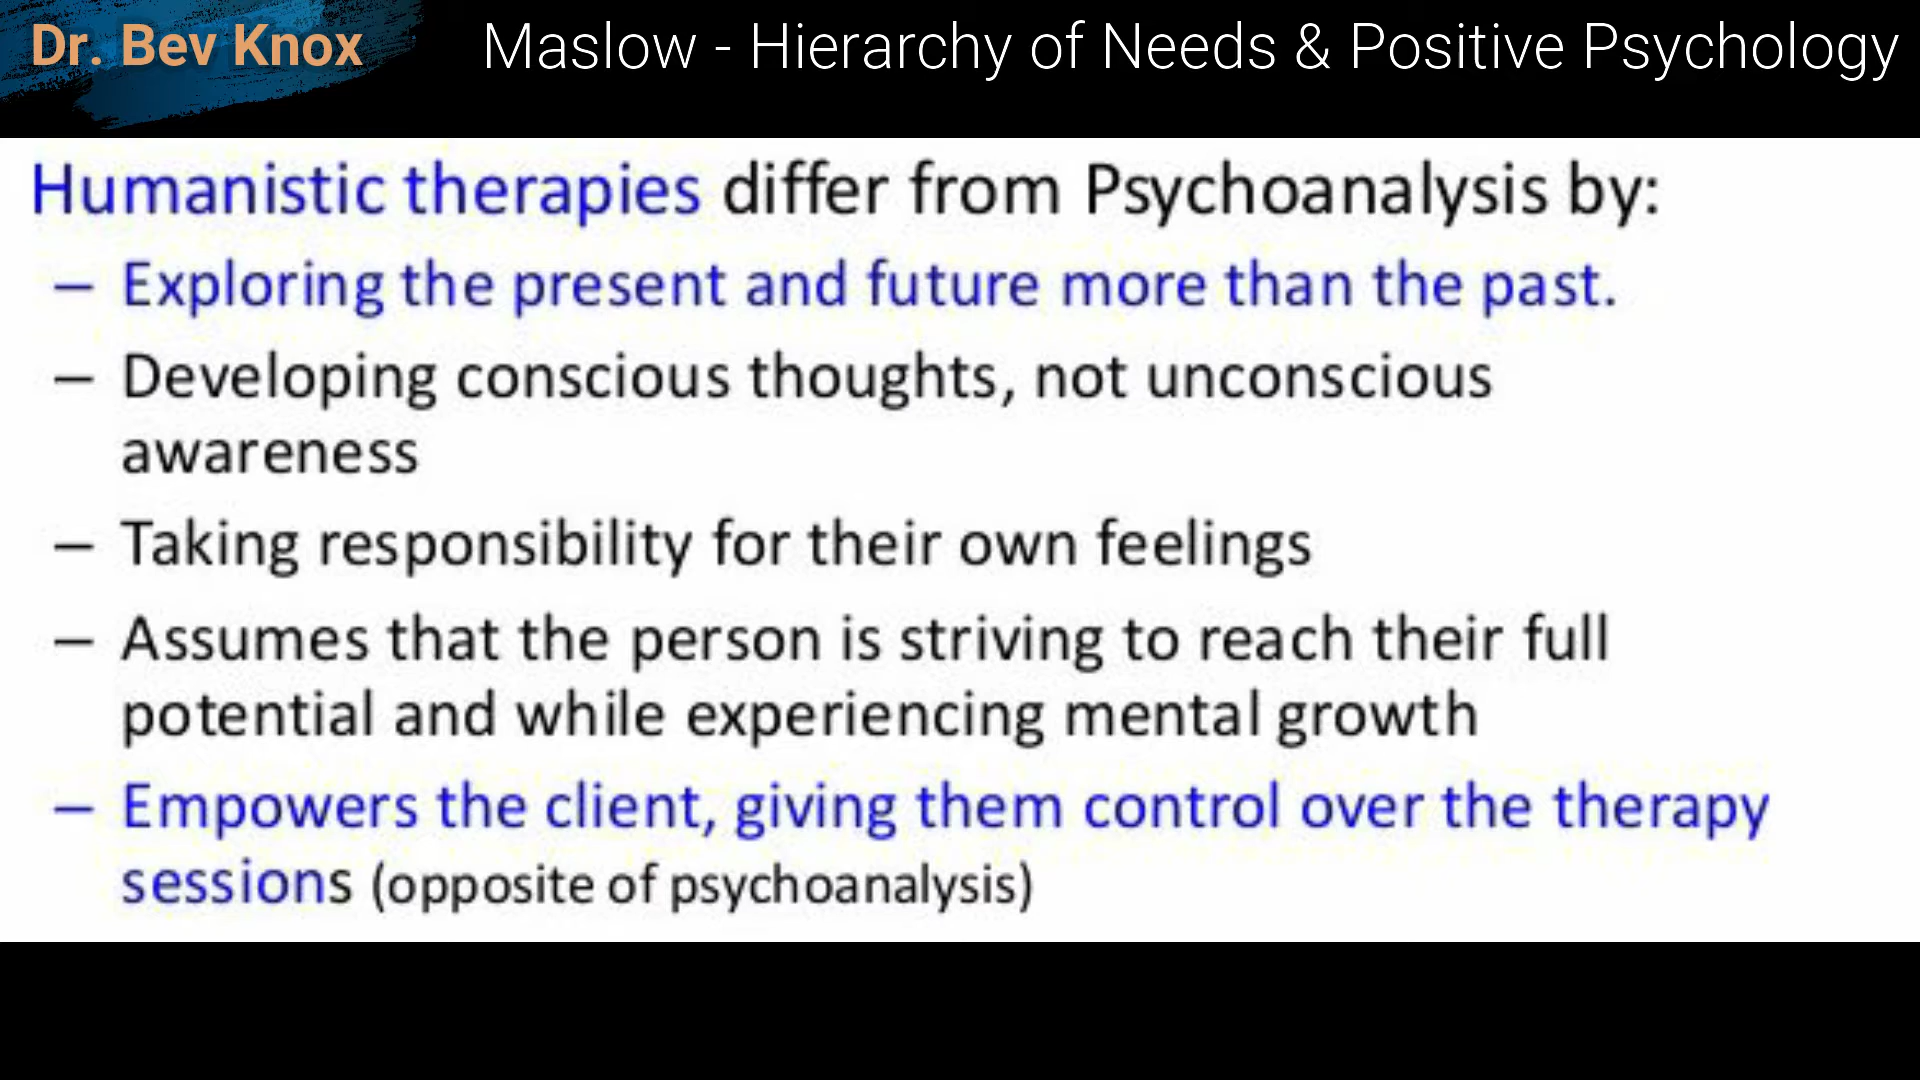 Dr. Bev Knox
Maslow - Hierarchy of Needs & Positive Psychology
Humanistic therapies differ from Psychoanalysis by:
– Exploring the present and future more than the past.
– Developing conscious thoughts, not unconscious
awareness
– Taking responsibility for their own feelings
– Assumes that the person is striving to reach their full
potential and while experiencing mental growth
– Empowers the client, giving them control over the therapy
sessions (opposite of psychoanalysis)